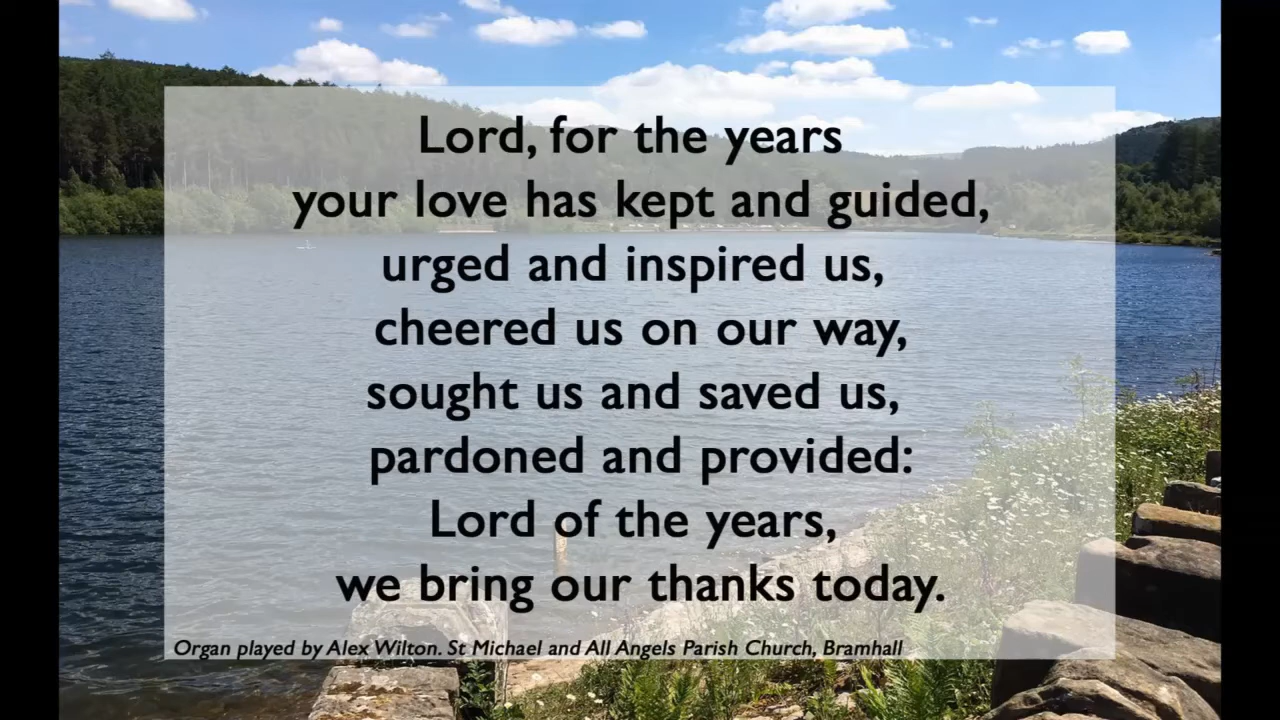 Lord, for the years
your love has kept and guided,
urged and inspired us,
cheered us on our way,
sought us and saved us,
pardoned and provided:
Lord of the years,
we bring our thanks today.
Organ played by Alex Wilton. St Michael and All Angels Parish Church, Bramhall